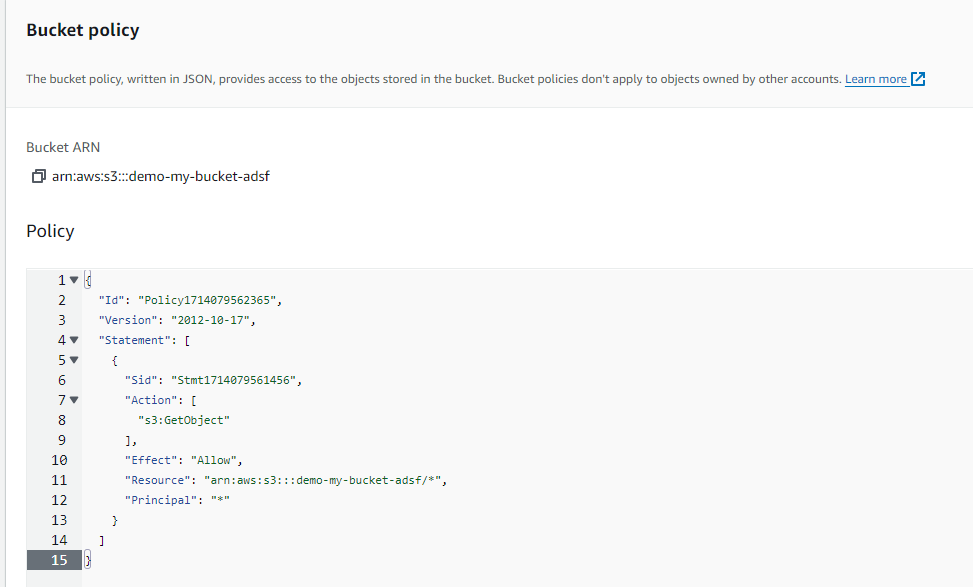 Bucket policy
The bucket policy, written in JSON, provides access to the objects stored in the bucket. Bucket policies don't apply to objects owned by other accounts. Learn more
Bucket ARN
arn:aws:s3:::demo-my-bucket-adsf
Policy
1 {
2 "Id": "Policy1714079562365",
3 "Version": "2012-10-17",
4 "Statement": [
5 {
6 "Sid": "Stmt1714079561456",
7 "Action": [
8 "s3:GetObject"
9 ],
10 "Effect": "Allow",
11 "Resource": "arn:aws:s3:::demo-my-bucket-adsf/*",
12 "Principal": "*"
13 }
14 ]
15 }